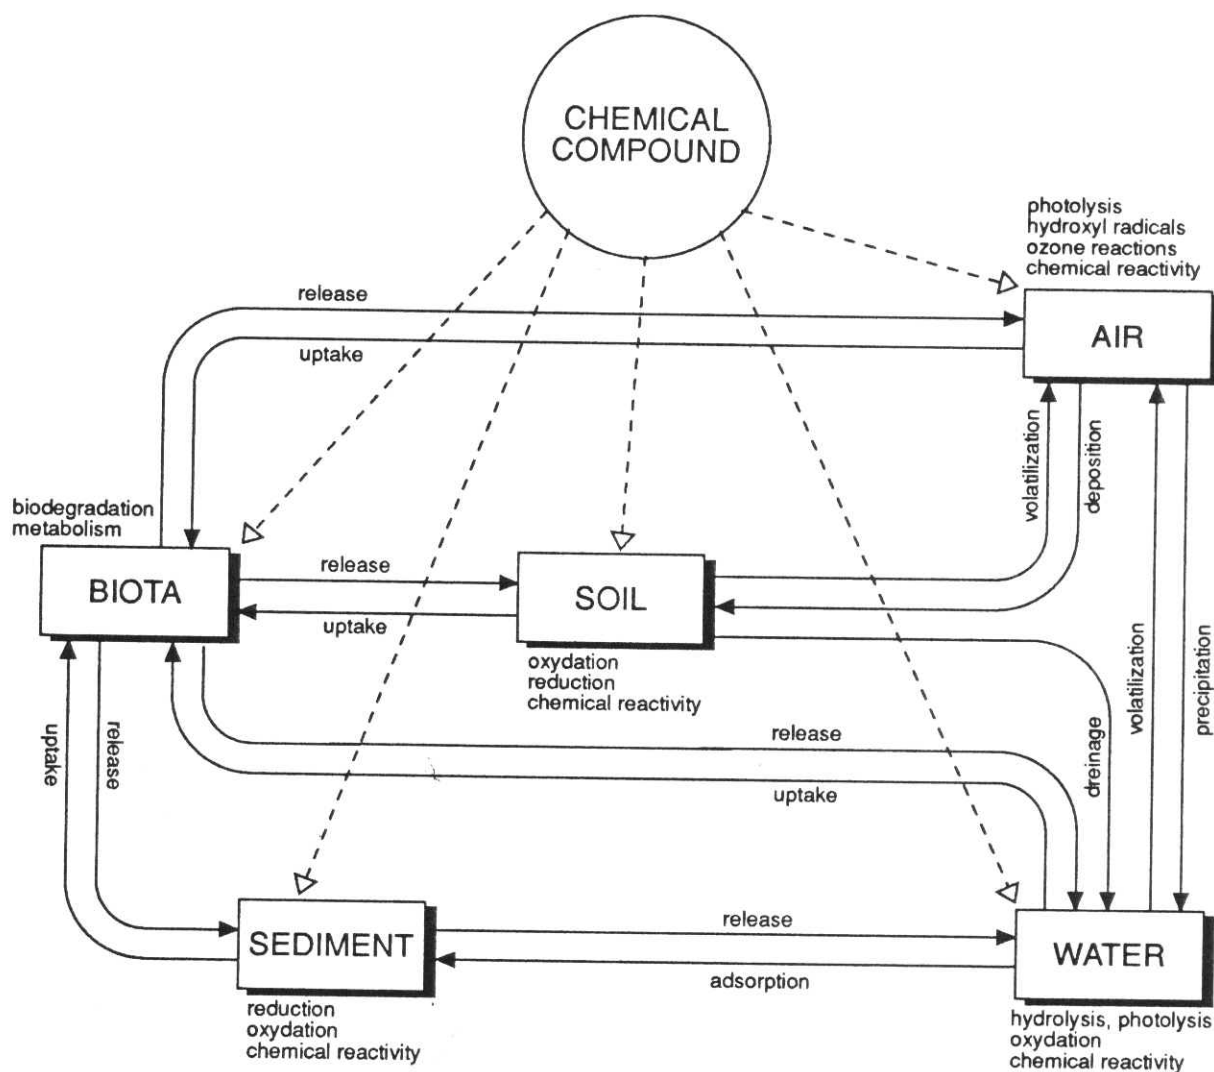 CHEMICAL
COMPOUND
photolysis
hydroxyl radicals
ozone reactions
chemical reactivity
release
AIR
uptake
volatilization
deposition
biodegradation
metabolism
BIOTA
release
uptake
SOIL
oxydation
reduction
chemical reactivity
volatilization
precipitation
uptake
release
release
uptake
dreinage
SEDIMENT
release
adsorption
WATER
reduction
oxydation
chemical reactivity
hydrolysis, photolysis
oxydation
chemical reactivity